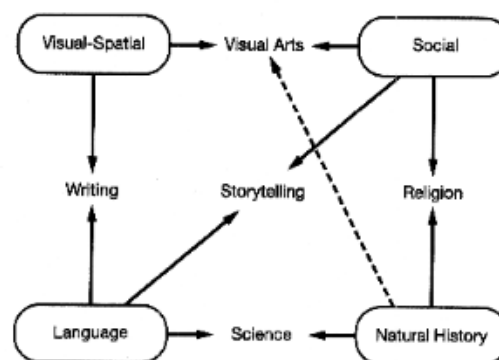 Visual-Spatial
Visual Arts
Social
Writing
Storytelling
Religion
Language
Science
Natural History